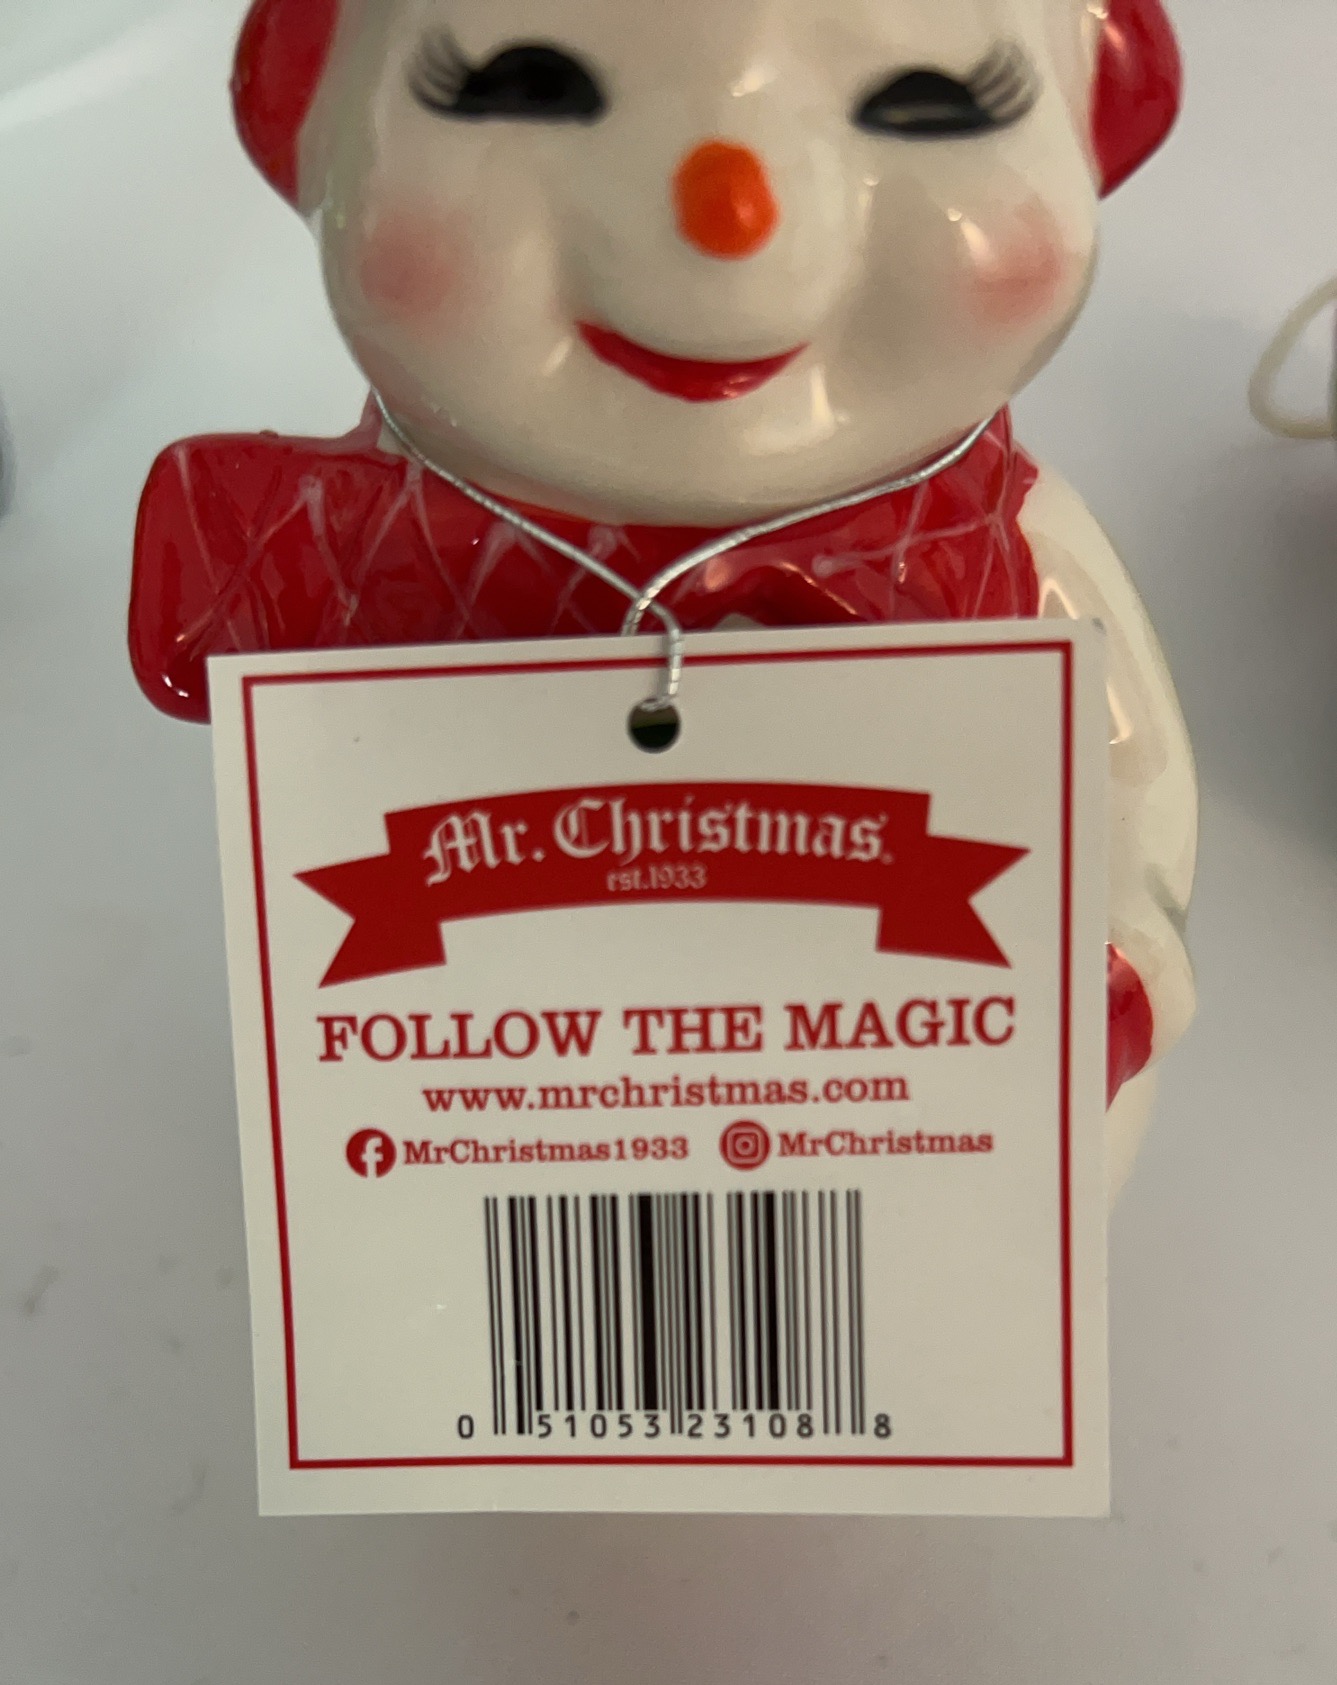 Mr. Christmas.
est.1933
FOLLOW THE MAGIC
www.mrchristmas.com
MrChristmas1933 MrChristmas
0 51053 23108 8